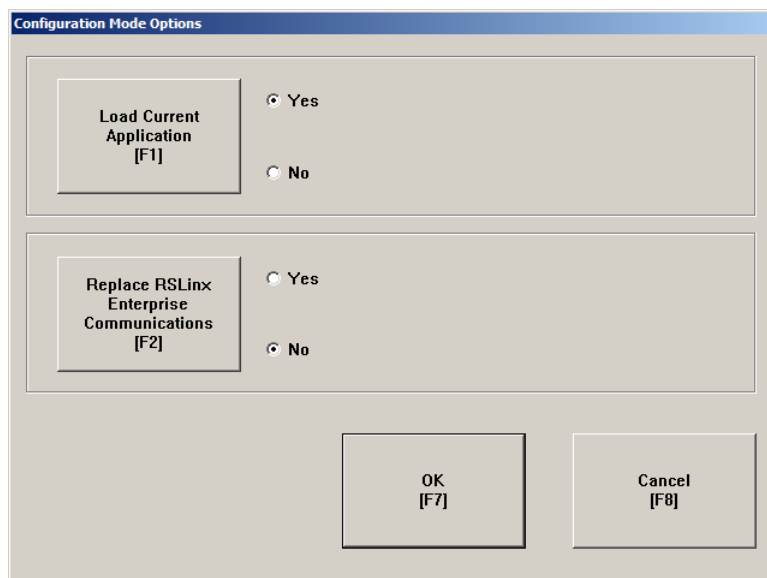 Configuration Mode Options
Load Current
Application
[F1]
Yes
No
Replace RSLinx
Enterprise
Communications
[F2]
Yes
No
OK
[F7]
Cancel
[F8]